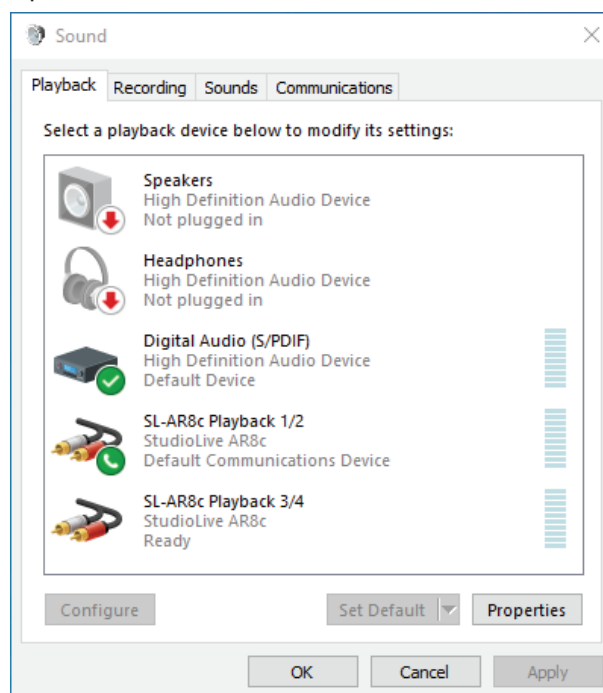 Sound
Playback Recording Sounds Communications
Select a playback device below to modify its settings:
Speakers
High Definition Audio Device
Not plugged in
Headphones
High Definition Audio Device
Not plugged in
Digital Audio (S/PDIF)
High Definition Audio Device
Default Device
SL-AR8c Playback 1/2
StudioLive AR8c
Default Communications Device
SL-AR8c Playback 3/4
StudioLive AR8c
Ready
Configure Set Default Properties
OK Cancel Apply